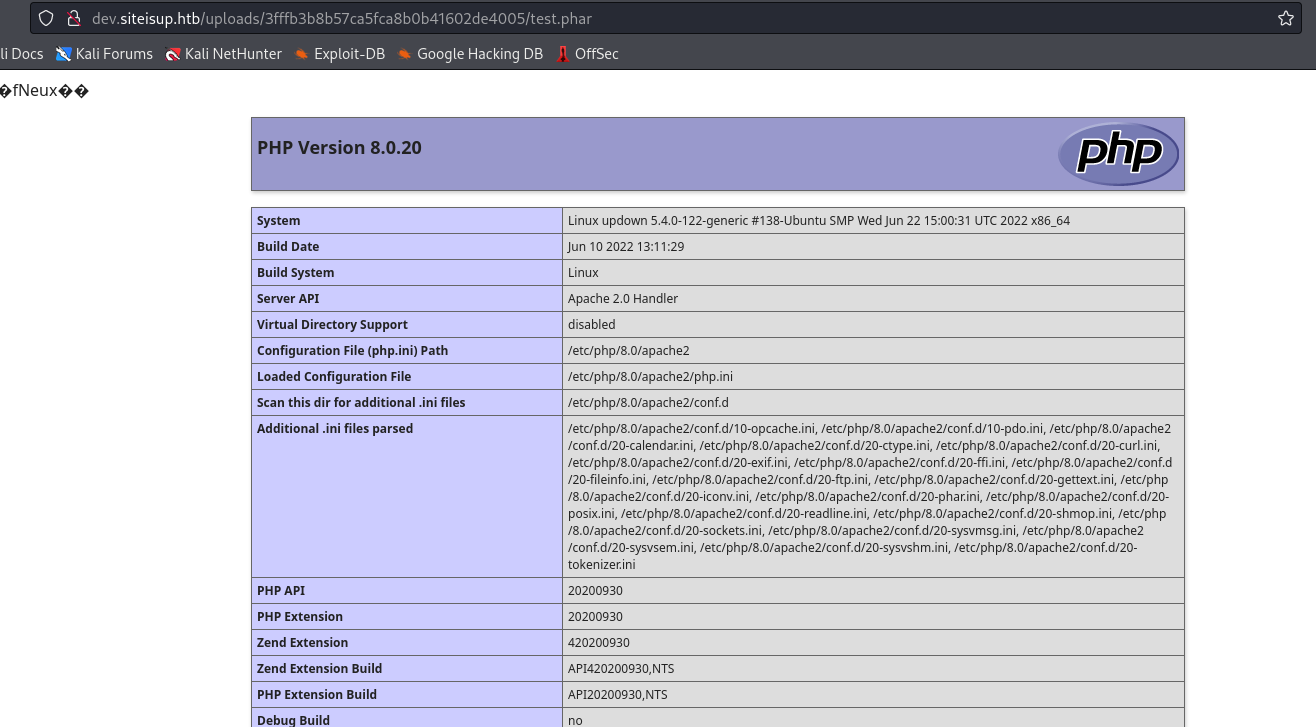 dev.siteisup.htb/uploads/3fffb3b8b57ca5fca8b0b41602de4005/test.phar
li Docs Kali Forums Kali NetHunter Exploit-DB Google Hacking DB OffSec
�fNeux��
PHP Version 8.0.20
php
System Linux updown 5.4.0-122-generic #138-Ubuntu SMP Wed Jun 22 15:00:31 UTC 2022 x86_64
Build Date Jun 10 2022 13:11:29
Build System Linux
Server API Apache 2.0 Handler
Virtual Directory Support disabled
Configuration File (php.ini) Path /etc/php/8.0/apache2
Loaded Configuration File /etc/php/8.0/apache2/php.ini
Scan this dir for additional .ini files /etc/php/8.0/apache2/conf.d
Additional .ini files parsed /etc/php/8.0/apache2/conf.d/10-opcache.ini, /etc/php/8.0/apache2/conf.d/10-pdo.ini, /etc/php/8.0/apache2
/conf.d/20-calendar.ini, /etc/php/8.0/apache2/conf.d/20-ctype.ini, /etc/php/8.0/apache2/conf.d/20-curl.ini,
/etc/php/8.0/apache2/conf.d/20-exif.ini, /etc/php/8.0/apache2/conf.d/20-ffi.ini, /etc/php/8.0/apache2/conf.d
/20-fileinfo.ini, /etc/php/8.0/apache2/conf.d/20-ftp.ini, /etc/php/8.0/apache2/conf.d/20-gettext.ini, /etc/php
/8.0/apache2/conf.d/20-iconv.ini, /etc/php/8.0/apache2/conf.d/20-phar.ini, /etc/php/8.0/apache2/conf.d/20-
posix.ini, /etc/php/8.0/apache2/conf.d/20-readline.ini, /etc/php/8.0/apache2/conf.d/20-shmop.ini, /etc/php
/8.0/apache2/conf.d/20-sockets.ini, /etc/php/8.0/apache2/conf.d/20-sysvmsg.ini, /etc/php/8.0/apache2
/conf.d/20-sysvsem.ini, /etc/php/8.0/apache2/conf.d/20-sysvshm.ini, /etc/php/8.0/apache2/conf.d/20-
tokenizer.ini
PHP API 20200930
PHP Extension 20200930
Zend Extension 420200930
Zend Extension Build API420200930,NTS
PHP Extension Build API20200930,NTS
Debug Build no